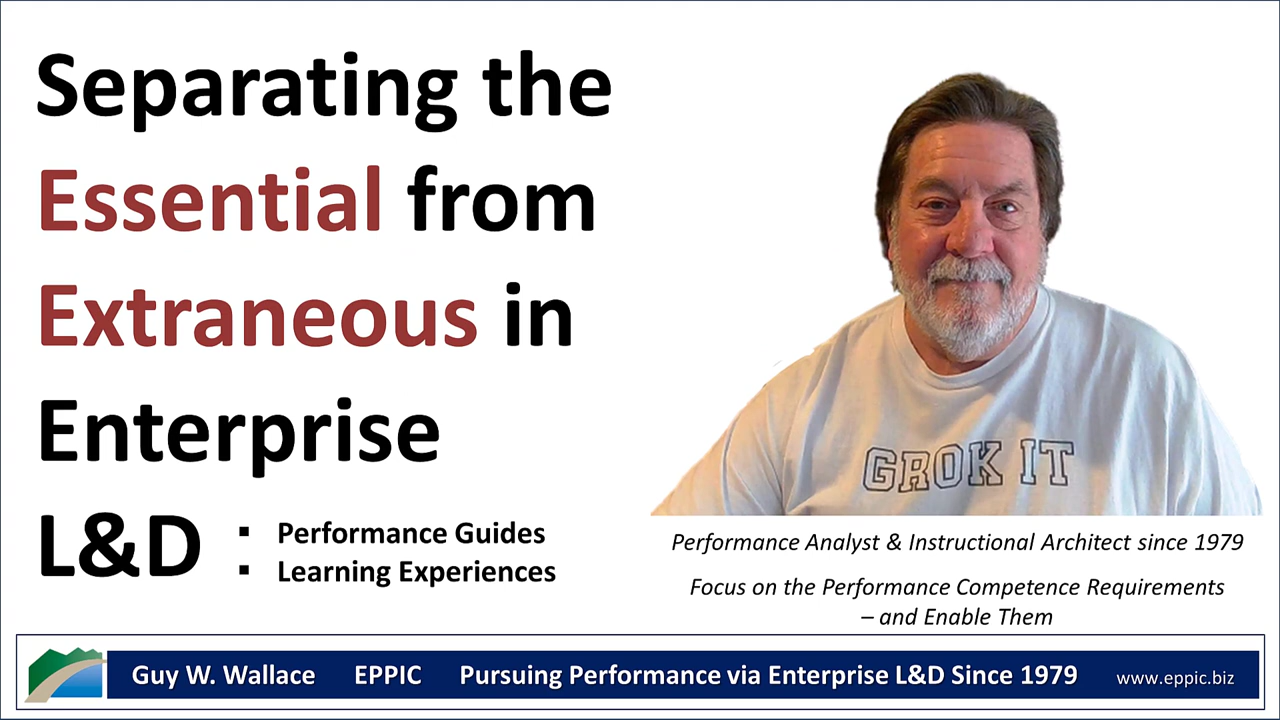 Separating the
Essential from
Extraneous in
Enterprise
L&D
▪ Performance Guides
▪ Learning Experiences
GROK IT
Performance Analyst & Instructional Architect since 1979
Focus on the Performance Competence Requirements
– and Enable Them
Guy W. Wallace EPPIC Pursuing Performance via Enterprise L&D Since 1979 www.eppic.biz